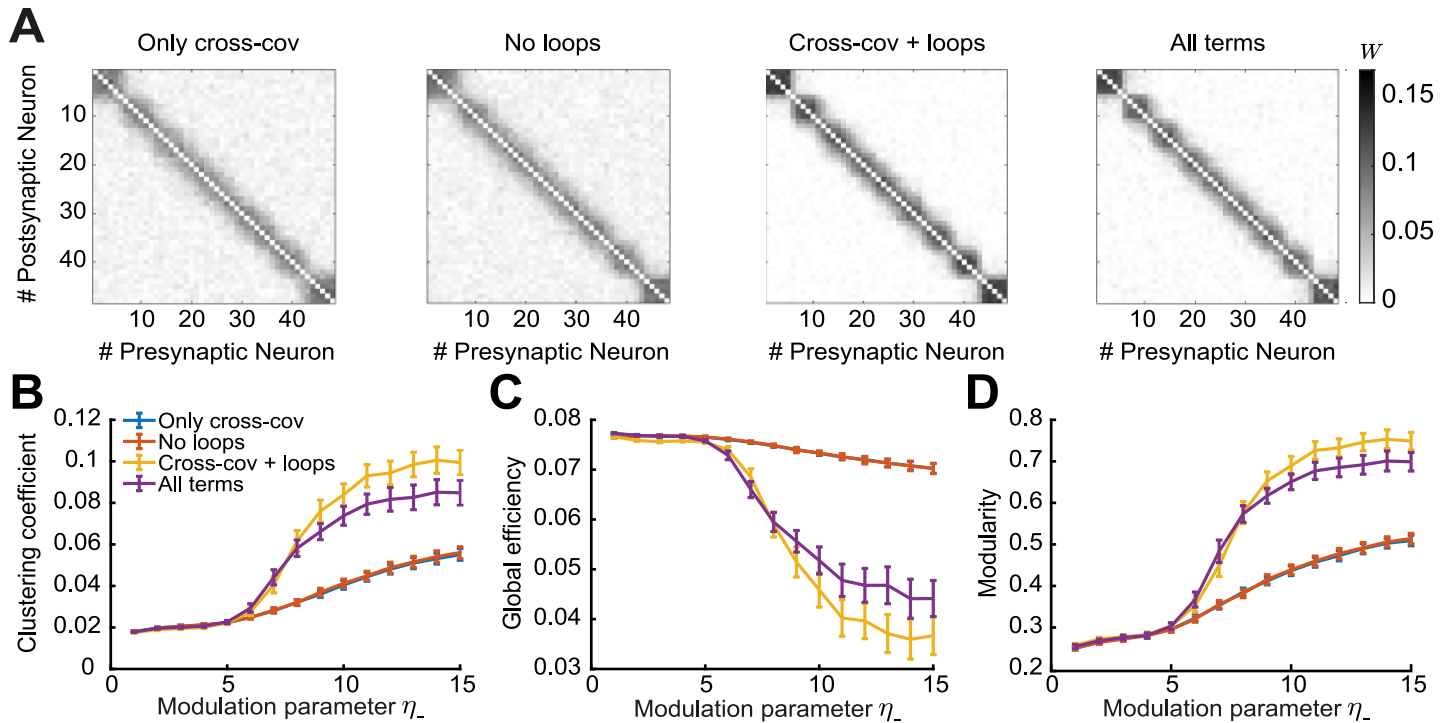 A
Only cross-cov
No loops
Cross-cov + loops
All terms
W
# Postsynaptic Neuron
10
20
30
40
0.15
0.1
0.05
0
10 20 30 40
10 20 30 40
10 20 30 40
10 20 30 40
# Presynaptic Neuron
# Presynaptic Neuron
# Presynaptic Neuron
# Presynaptic Neuron
B
Clustering coefficient
0.12
0.1
0.08
0.06
0.04
0.02
0
Only cross-cov
No loops
Cross-cov + loops
All terms
0 5 10 15
Modulation parameter η_
C
Global efficiency
0.08
0.07
0.06
0.05
0.04
0.03
0 5 10 15
Modulation parameter η_
D
Modularity
0.8
0.7
0.6
0.5
0.4
0.3
0.2
0 5 10 15
Modulation parameter η_